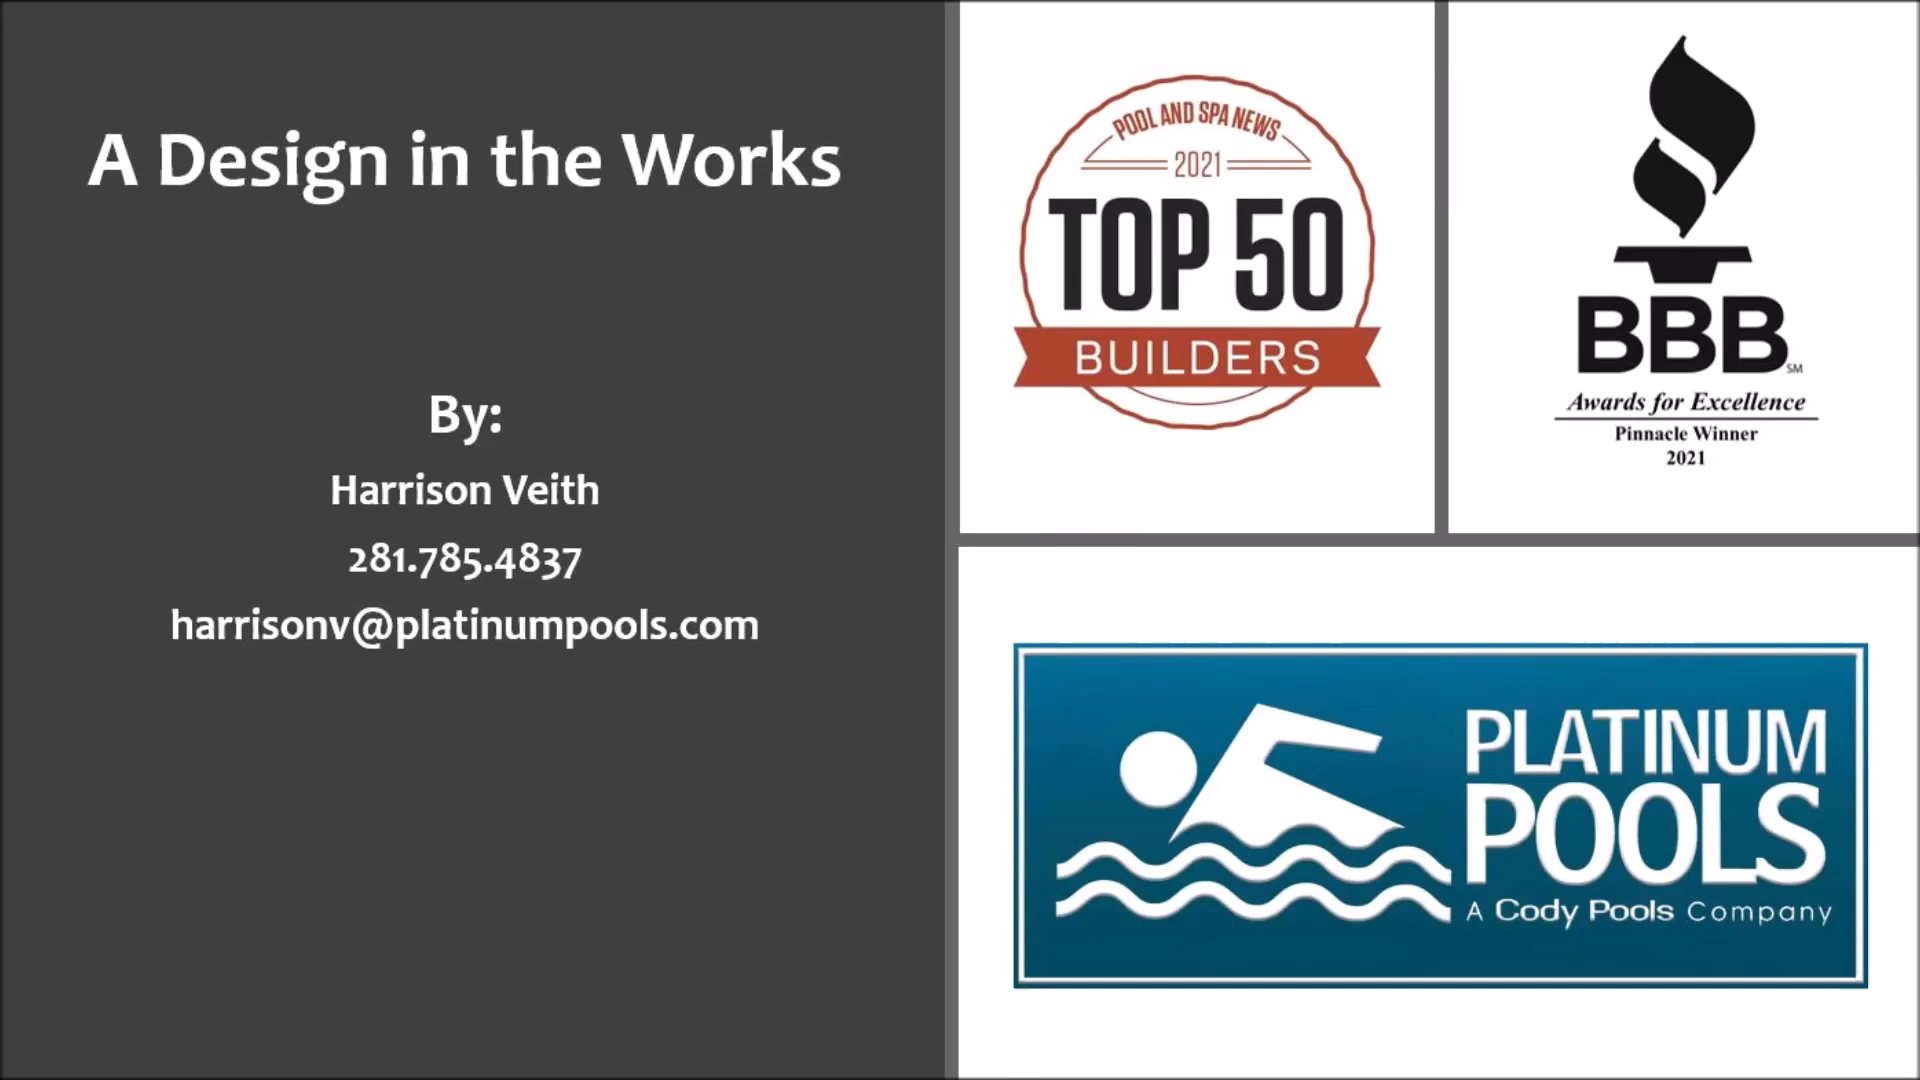 A Design in the Works
By:
Harrison Veith
281.785.4837
harrisonv@platinumpools.com
POOL AND SPA NEWS
2021
TOP 50
BUILDERS
BBB SM
Awards for Excellence
Pinnacle Winner
2021
PLATINUM
POOLS
A Cody Pools Company